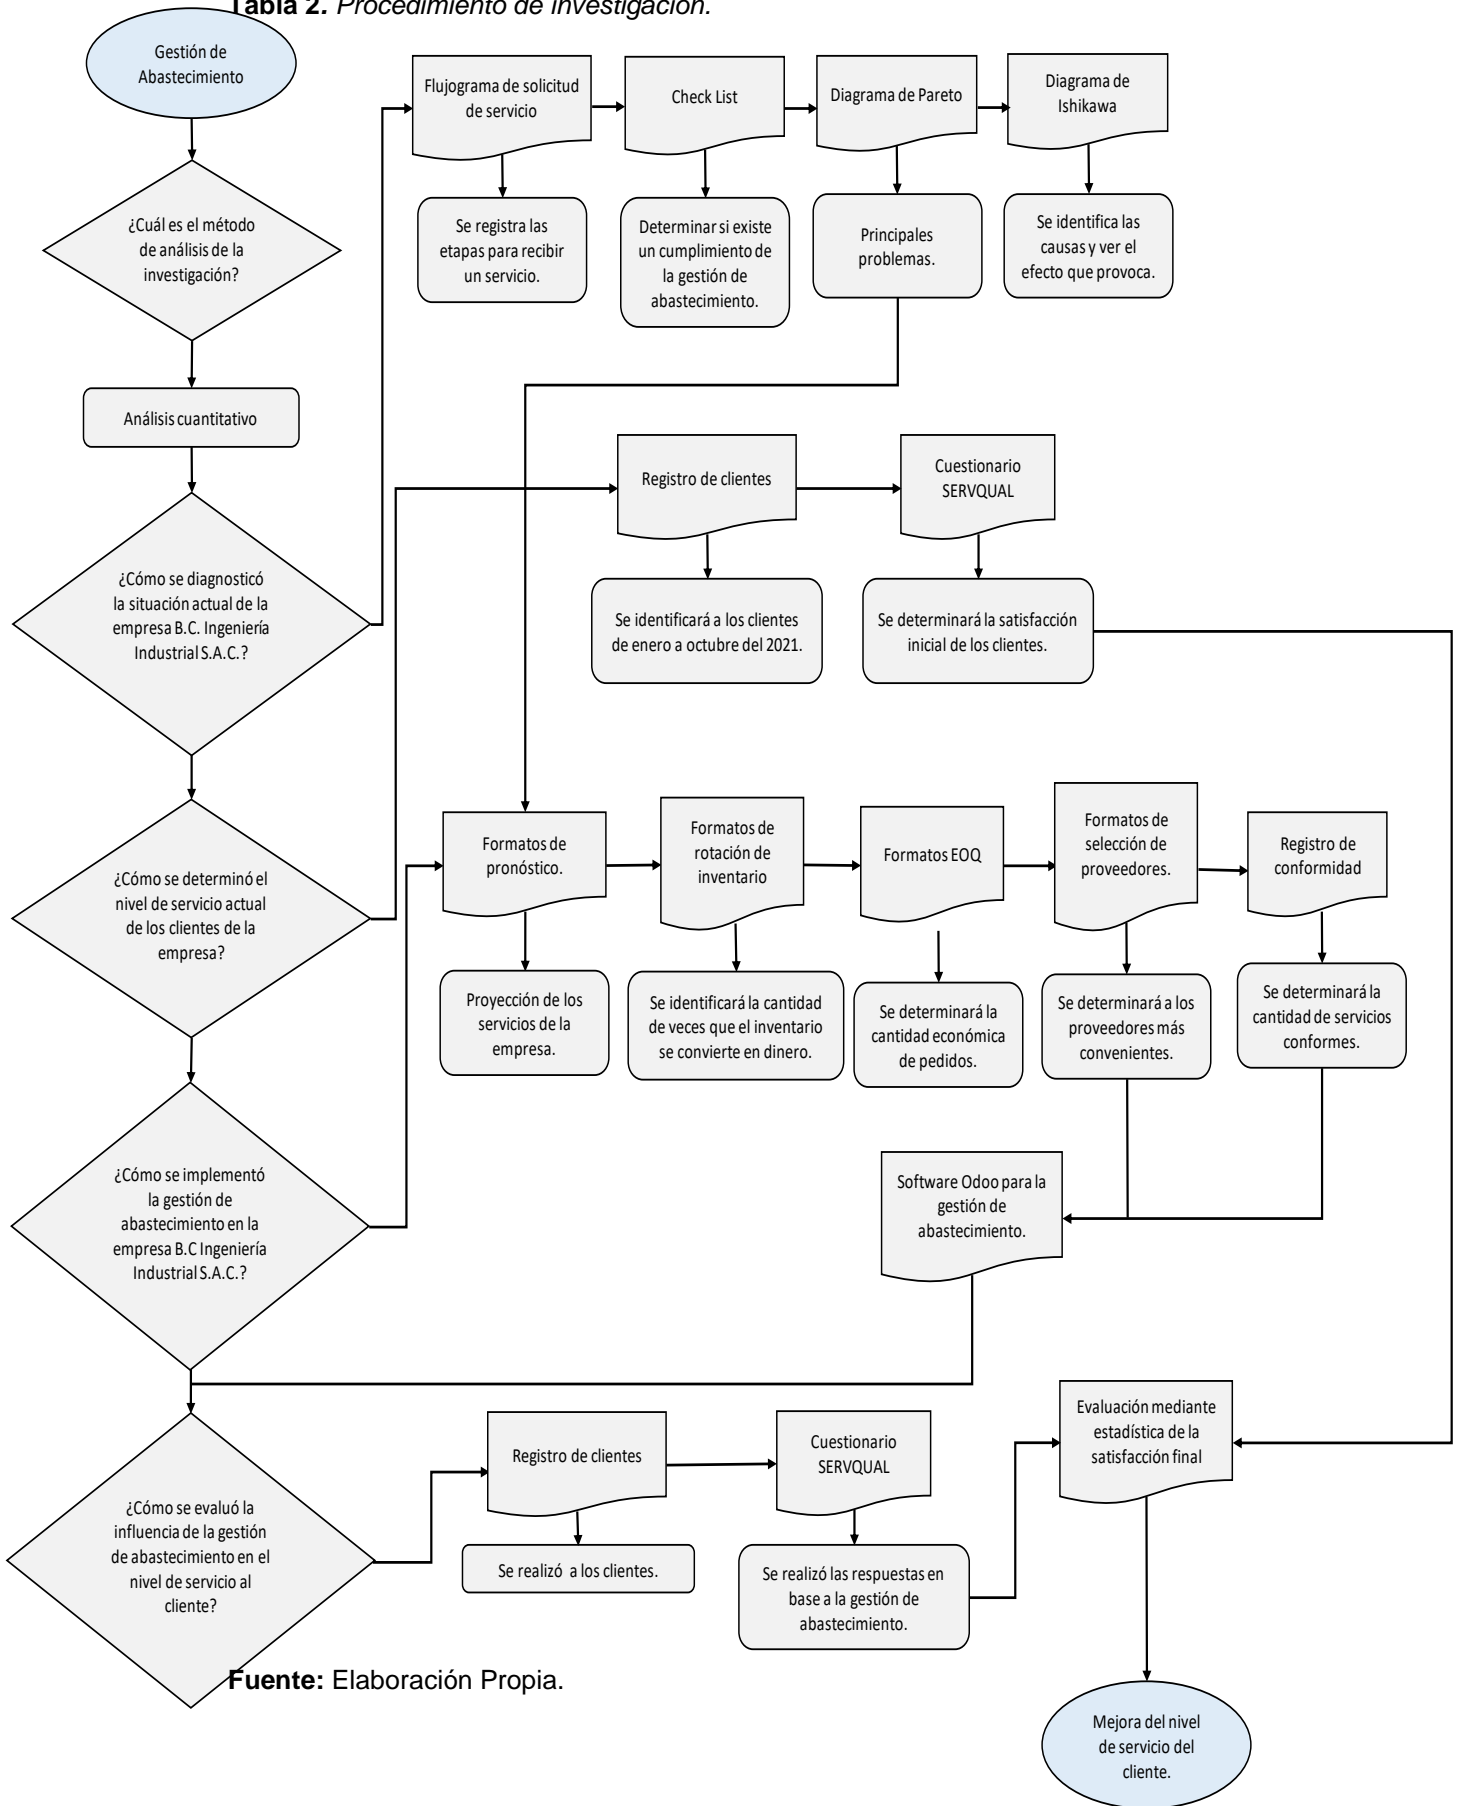 Tabla 2. Procedimiento de investigación.
Gestión de
Abastecimiento
¿Cuál es el método
de análisis de la
investigación?
Análisis cuantitativo
¿Cómo se diagnosticó
la situación actual de la
empresa B.C. Ingeniería
Industrial S.A.C.?
Flujograma de solicitud
de servicio
Check List
Diagrama de Pareto
Diagrama de
Ishikawa
Se registra las
etapas para recibir
un servicio.
Determinar si existe
un cumplimiento de
la gestión de
abastecimiento.
Principales
problemas.
Se identifica las
causas y ver el
efecto que provoca.
¿Cómo se determinó el
nivel de servicio actual
de los clientes de la
empresa?
Registro de clientes
Cuestionario
SERVQUAL
Se identificará a los clientes
de enero a octubre del 2021.
Se determinará la satisfacción
inicial de los clientes.
¿Cómo se implementó
la gestión de
abastecimiento en la
empresa B.C Ingeniería
Industrial S.A.C.?
Formatos de
pronóstico.
Formatos de
rotación de
inventario
Formatos EOQ
Formatos de
selección de
proveedores.
Registro de
conformidad
Proyección de los
servicios de la
empresa.
Se identificará la cantidad
de veces que el inventario
se convierte en dinero.
Se determinará la
cantidad económica
de pedidos.
Se determinará a los
proveedores más
convenientes.
Se determinará la
cantidad de servicios
conformes.
Software Odoo para la
gestión de
abastecimiento.
¿Cómo se evaluó la
influencia de la gestión
de abastecimiento en el
nivel de servicio al
cliente?
Registro de clientes
Cuestionario
SERVQUAL
Evaluación mediante
estadística de la
satisfacción final
Se realizó a los clientes.
Se realizó las respuestas en
base a la gestión de
abastecimiento.
Fuente: Elaboración Propia.
Mejora del nivel
de servicio del
cliente.